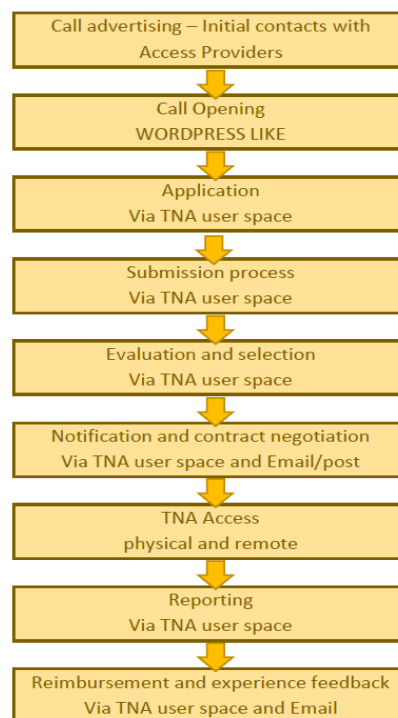 Call advertising – Initial contacts with
Access Providers
Call Opening
WORDPRESS LIKE
Application
Via TNA user space
Submission process
Via TNA user space
Evaluation and selection
Via TNA user space
Notification and contract negotiation
Via TNA user space and Email/post
TNA Access
physical and remote
Reporting
Via TNA user space
Reimbursement and experience feedback
Via TNA user space and Email